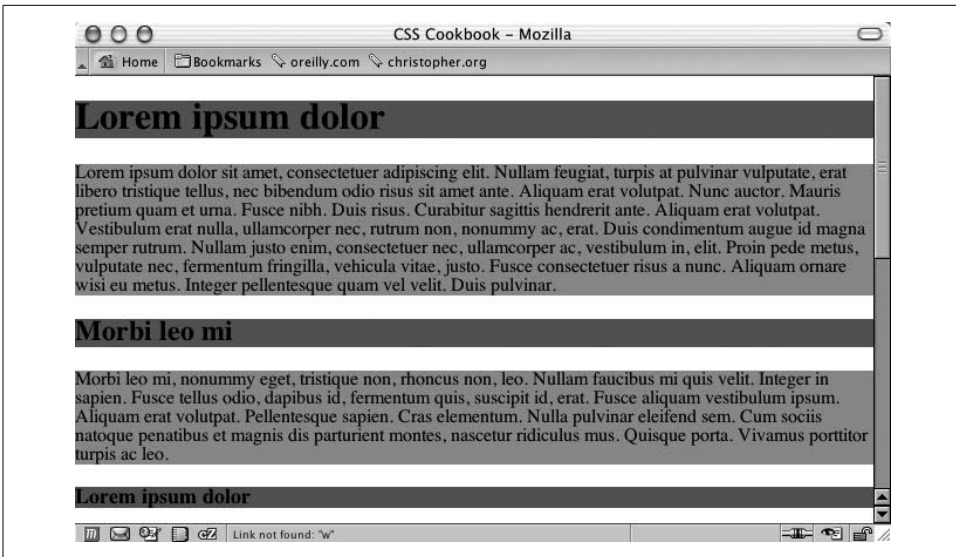 CSS Cookbook – Mozilla
Home Bookmarks oreilly.com christopher.org
Lorem ipsum dolor
Lorem ipsum dolor sit amet, consectetuer adipiscing elit. Nullam feugiat, turpis at pulvinar vulputate, erat
libero tristique tellus, nec bibendum odio risus sit amet ante. Aliquam erat volutpat. Nunc auctor. Mauris
pretium quam et urna. Fusce nibh. Duis risus. Curabitur sagittis hendrerit ante. Aliquam erat volutpat.
Vestibulum erat nulla, ullamcorper nec, rutrum non, nonummy ac, erat. Duis condimentum augue id magna
semper rutrum. Nullam justo enim, consectetuer nec, ullamcorper ac, vestibulum in, elit. Proin pede metus,
vulputate nec, fermentum fringilla, vehicula vitae, justo. Fusce consectetuer risus a nunc. Aliquam ornare
wisi eu metus. Integer pellentesque quam vel velit. Duis pulvinar.
Morbi leo mi
Morbi leo mi, nonummy eget, tristique non, rhoncus non, leo. Nullam faucibus mi quis velit. Integer in
sapien. Fusce tellus odio, dapibus id, fermentum quis, suscipit id, erat. Fusce aliquam vestibulum ipsum.
Aliquam erat volutpat. Pellentesque sapien. Cras elementum. Nulla pulvinar eleifend sem. Cum sociis
natoque penatibus et magnis dis parturient montes, nascetur ridiculus mus. Quisque porta. Vivamus porttitor
turpis ac leo.
Lorem ipsum dolor
Link not found: "w"